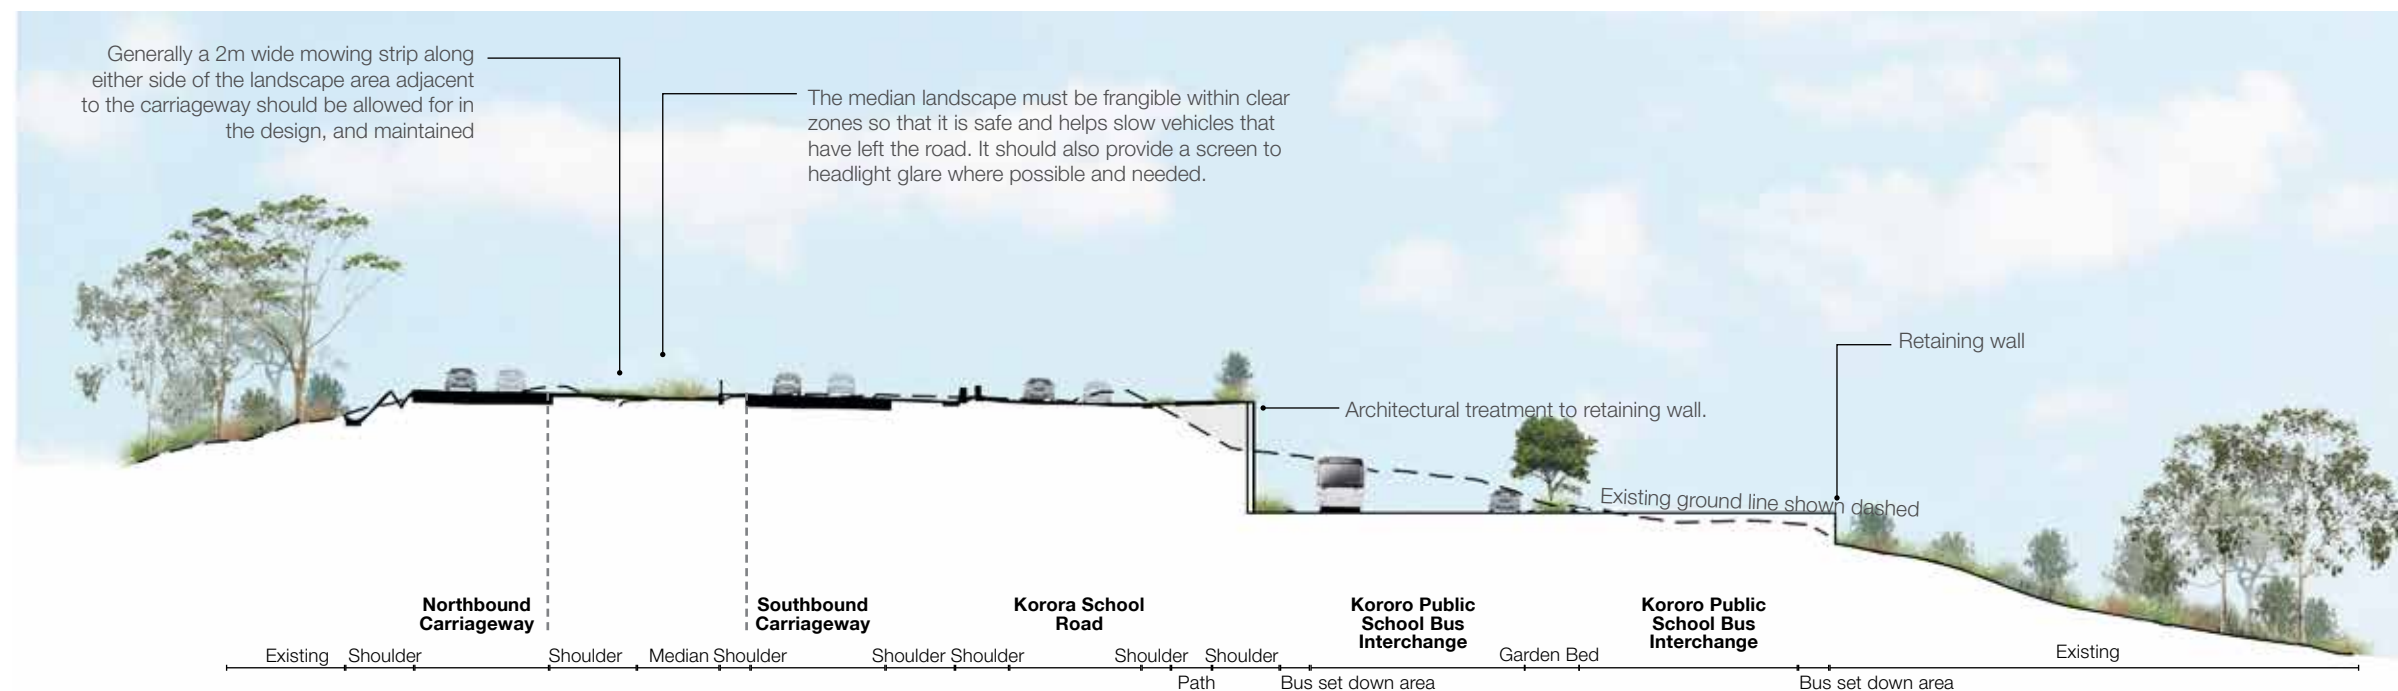 Generally a 2m wide mowing strip along
either side of the landscape area adjacent
to the carriageway should be allowed for in
the design, and maintained
The median landscape must be frangible within clear
zones so that it is safe and helps slow vehicles that
have left the road. It should also provide a screen to
headlight glare where possible and needed.
Retaining wall
Architectural treatment to retaining wall.
Existing ground line shown dashed
Northbound
Carriageway
Southbound
Carriageway
Korora School
Road
Kororo Public
School Bus
Interchange
Kororo Public
School Bus
Interchange
Existing
Shoulder
Shoulder
Median
Shoulder
Shoulder
Shoulder
Shoulder
Shoulder
Garden Bed
Existing
Path
Bus set down area
Bus set down area